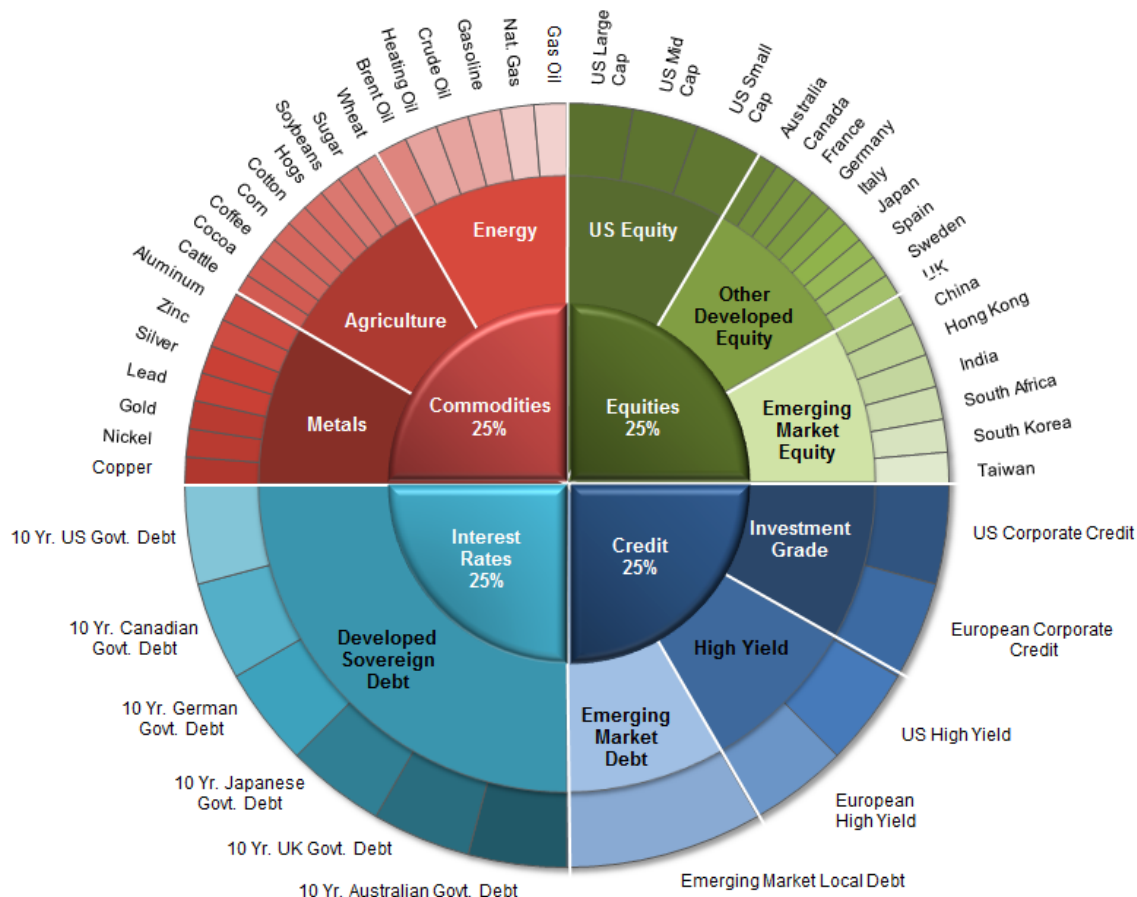 Gas Oil
Nat. Gas
Gasoline
Crude Oil
Heating Oil
Brent Oil
Wheat
Sugar
Soybeans
Hogs
Cotton
Corn
Coffee
Cocoa
Cattle
Aluminum
Zinc
Silver
Lead
Gold
Nickel
Copper
US Large
Cap
US Mid
Cap
US Small
Cap
Australia
Canada
France
Germany
Italy
Japan
Spain
Sweden
UK
China
Hong Kong
India
South Africa
South Korea
Taiwan
Energy
Agriculture
Metals
Commodities
25%
US Equity
Other
Developed
Equity
Emerging
Market
Equity
Equities
25%
Interest
Rates
25%
Developed
Sovereign
Debt
Credit
25%
Investment
Grade
High Yield
Emerging
Market
Debt
10 Yr. US Govt. Debt
10 Yr. Canadian
Govt. Debt
10 Yr. German
Govt. Debt
10 Yr. Japanese
Govt. Debt
10 Yr. UK Govt. Debt
10 Yr. Australian Govt. Debt
US Corporate Credit
European Corporate
Credit
US High Yield
European
High Yield
Emerging Market Local Debt